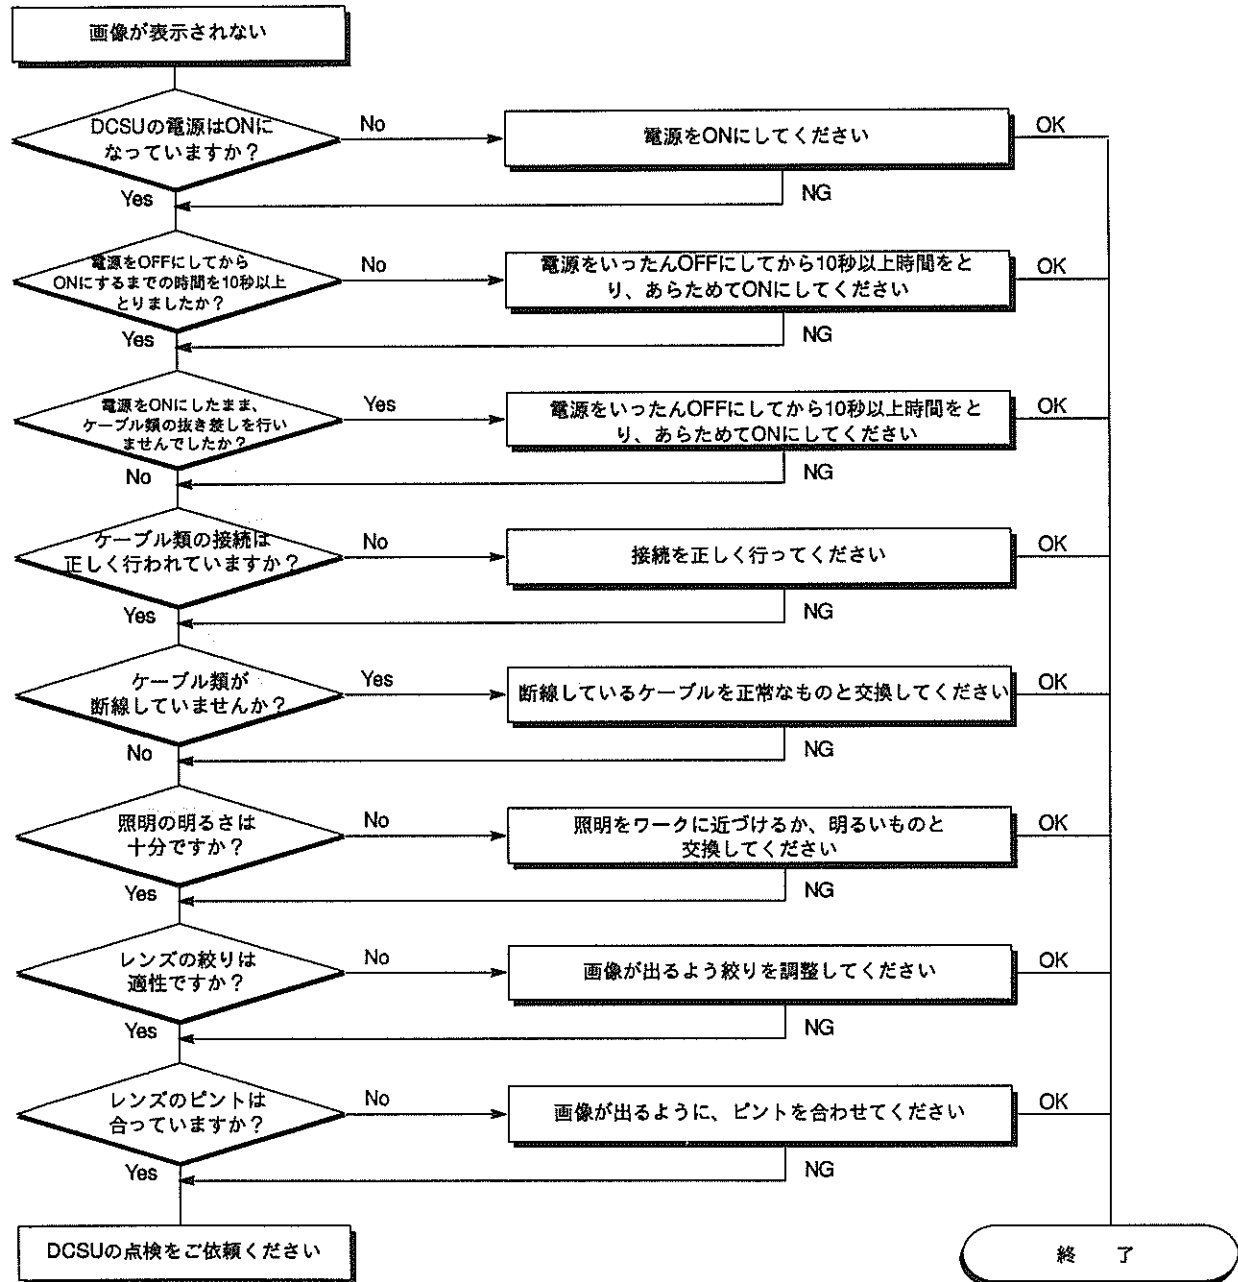 画像が表示されない
DCSUの電源はONに
なっていますか？
No
電源をONにしてください
OK
Yes
NG
電源をOFFにしてから
ONにするまでの時間を10秒以上
とりましたか？
No
電源をいったんOFFにしてから10秒以上時間をと
り、あらためてONにしてください
OK
Yes
NG
電源をONにしたまま、
ケーブル類の抜き差しを行い
ませんでしたか？
Yes
電源をいったんOFFにしてから10秒以上時間をと
り、あらためてONにしてください
OK
No
NG
ケーブル類の接続は
正しく行われていますか？
No
接続を正しく行ってください
OK
Yes
NG
ケーブル類が
断線していませんか？
Yes
断線しているケーブルを正常なものと交換してください
OK
No
NG
照明の明るさは
十分ですか？
No
照明をワークに近づけるか、明るいものと
交換してください
OK
Yes
NG
レンズの絞りは
適性ですか？
No
画像が出るよう絞りを調整してください
OK
Yes
NG
レンズのピントは
合っていますか？
No
画像が出るように、ピントを合わせてください
OK
Yes
NG
DCSUの点検をご依頼ください
終　了